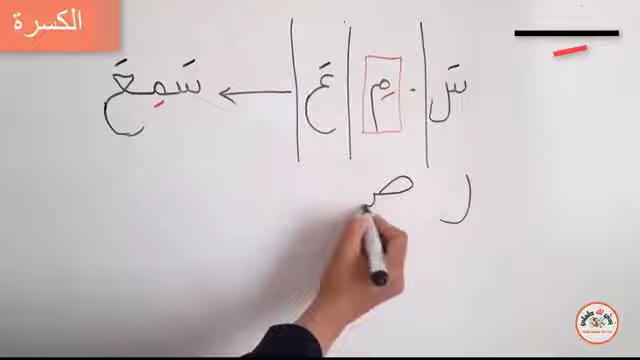 الكسرة
سَ مِ عَ ← سَمِعَ
ر ص